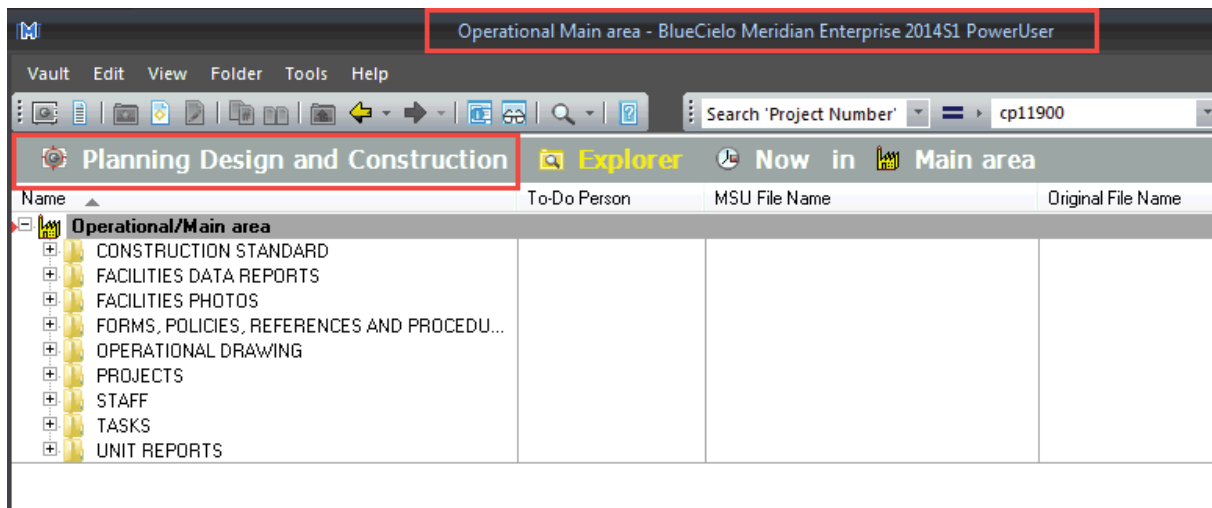 Operational Main area - BlueCielo Meridian Enterprise 2014S1 PowerUser
Vault Edit View Folder Tools Help
Search 'Project Number' = cp11900
Planning Design and Construction Explorer Now in Main area
Name To-Do Person MSU File Name Original File Name
Operational/Main area
CONSTRUCTION STANDARD
FACILITIES DATA REPORTS
FACILITIES PHOTOS
FORMS, POLICIES, REFERENCES AND PROCEDU...
OPERATIONAL DRAWING
PROJECTS
STAFF
TASKS
UNIT REPORTS